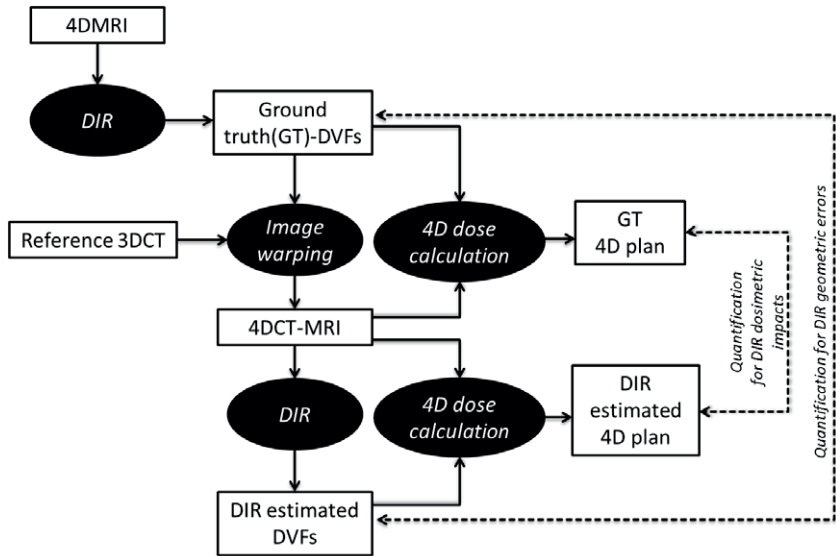 4DMRI
DIR
Ground
truth(GT)-DVFs
Reference 3DCT
Image
warping
4D dose
calculation
GT
4D plan
4DCT-MRI
DIR
4D dose
calculation
DIR
estimated
4D plan
DIR estimated
DVFs
Quantification
for DIR dosimetric
impacts
Quantification for DIR geometric errors